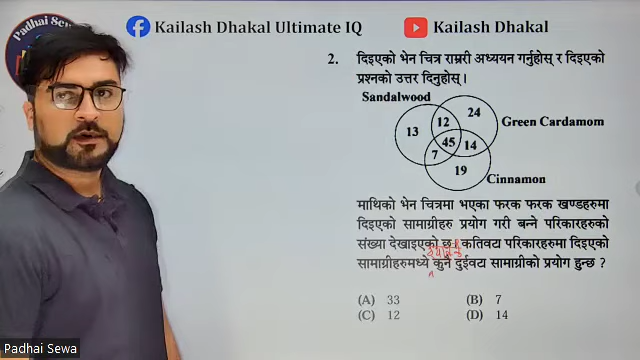 Padhai Sewa
Kailash Dhakal Ultimate IQ
Kailash Dhakal
2. दिइएको भेन चित्र राम्ररी अध्ययन गर्नुहोस् र दिइएको
प्रश्नको उत्तर दिनुहोस् ।
Sandalwood
12
24
13
Green Cardamom
45
14
7
19
Cinnamon
माथिको भेन चित्रमा भएका फरक फरक खण्डहरुमा
दिइएको सामाग्रीहरु प्रयोग गरी बन्ने परिकारहरुको
संख्या देखाइएको छ । कतिवटा परिकारहरुमा दिइएको
सामाग्रीहरुमध्ये कुनै दुईवटा सामाग्रीको प्रयोग हुन्छ ?
(A) 33 (B) 7
(C) 12 (D) 14
Padhai Sewa